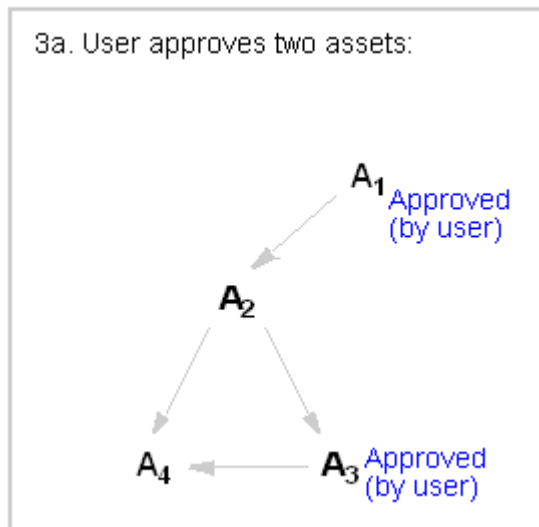 3a. User approves two assets:
A1 Approved
(by user)
A2
A4
A3 Approved
(by user)